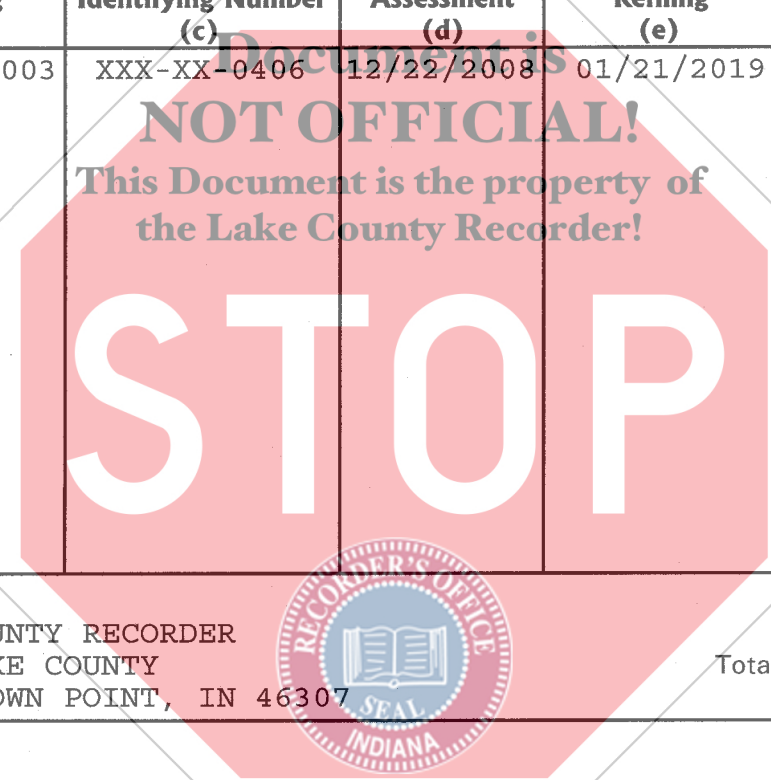 Identifying Number Assessment Refiling
(c) (d) (e)
Document is
003 XXX-XX-0406 12/22/2008 01/21/2019
NOT OFFICIAL!
This Document is the property of
the Lake County Recorder!
STOP
RECORDER'S OFFICE
UNTY RECORDER
KE COUNTY
Tota
OWN POINT, IN 46307
SEAL
INDIANA